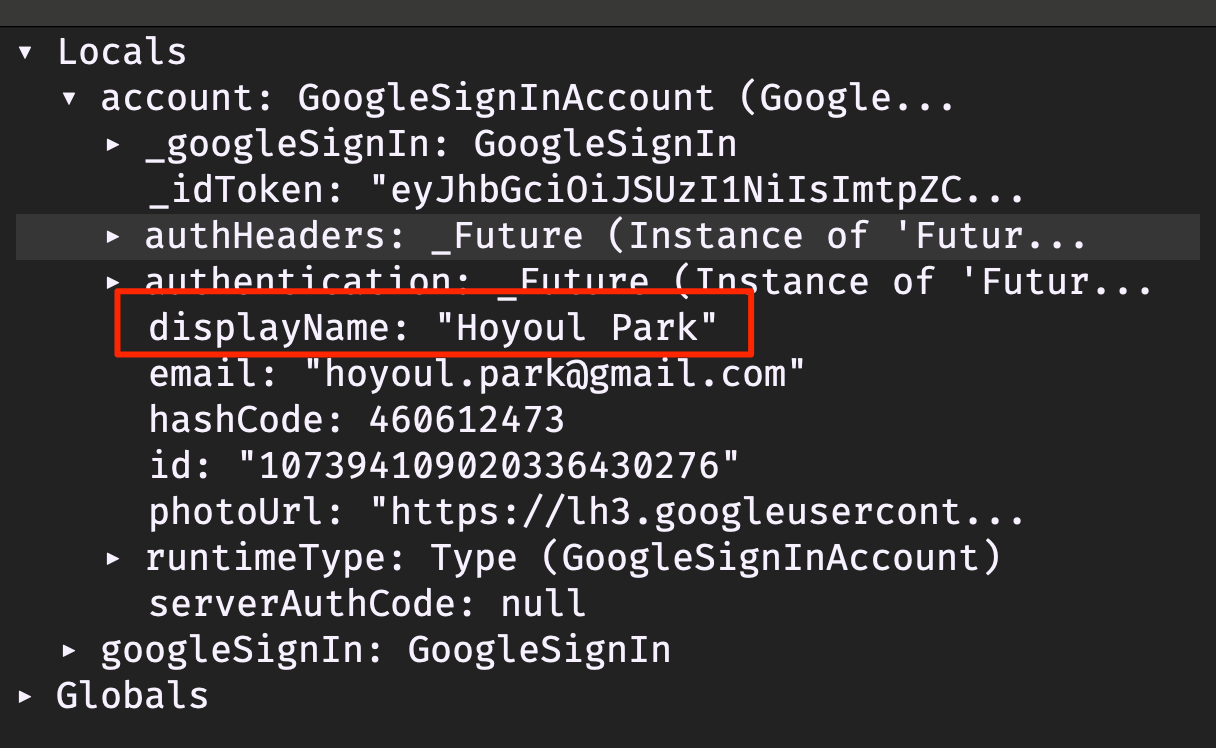 Locals
account: GoogleSignInAccount (Google...
_googleSignIn: GoogleSignIn
_idToken: "eyJhbGciOiJSUzI1NiIsImtpZC...
authHeaders: _Future (Instance of 'Futur...
authentication: _Future (Instance of 'Futur...
displayName: "Hoyoul Park"
email: "hoyoul.park@gmail.com"
hashCode: 460612473
id: "107394109020336430276"
photoUrl: "https://lh3.googleusercont...
runtimeType: Type (GoogleSignInAccount)
serverAuthCode: null
googleSignIn: GoogleSignIn
Globals